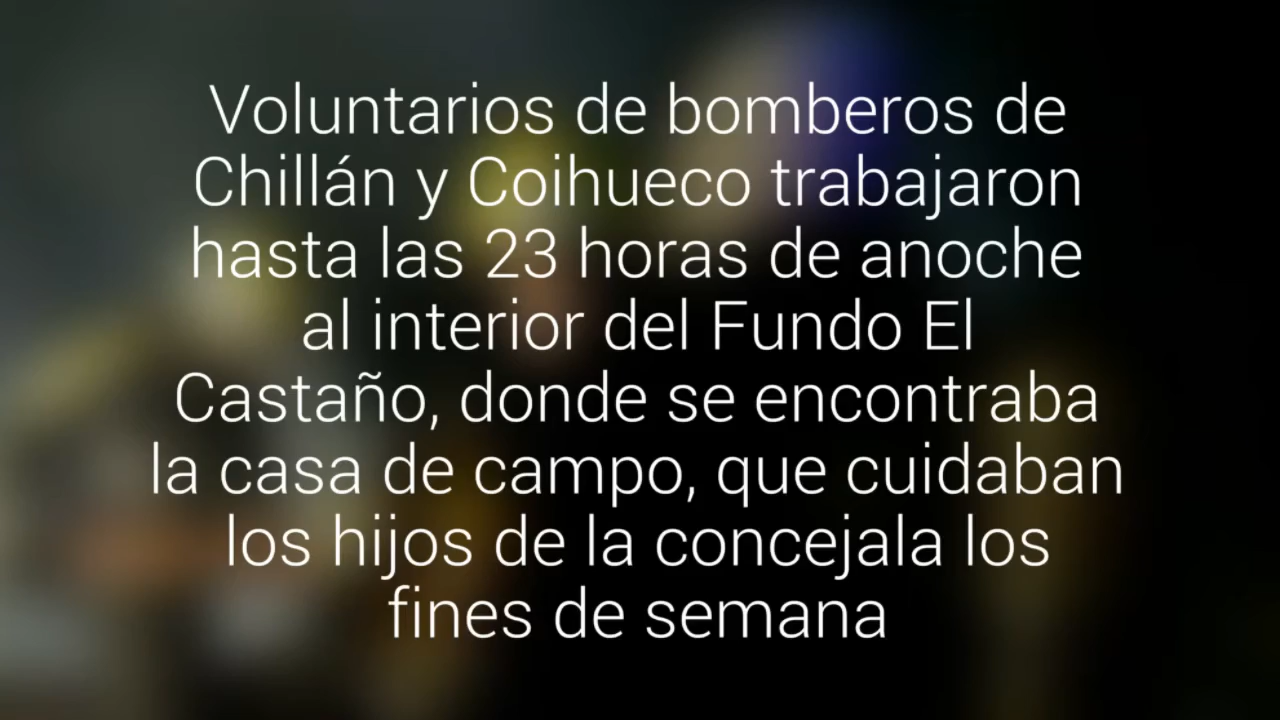 Voluntarios de bomberos de
Chillán y Coihueco trabajaron
hasta las 23 horas de anoche
al interior del Fundo El
Castaño, donde se encontraba
la casa de campo, que cuidaban
los hijos de la concejala los
fines de semana